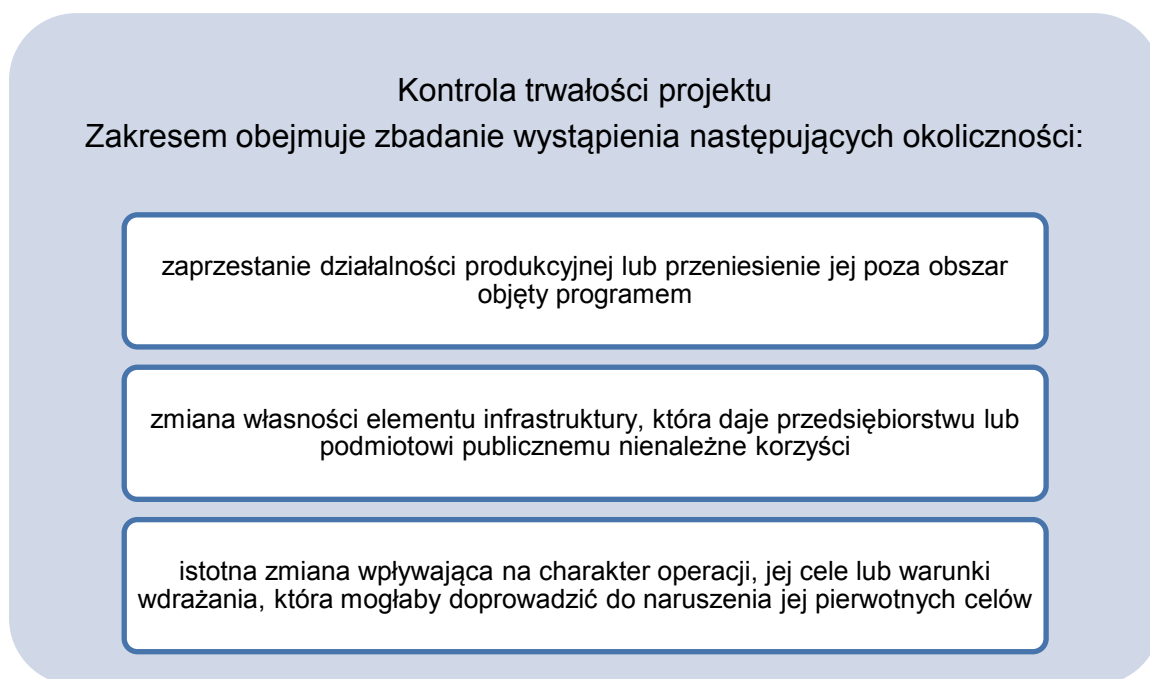 Kontrola trwałości projektu
Zakresem obejmuje zbadanie wystąpienia następujących okoliczności:
zaprzestanie działalności produkcyjnej lub przeniesienie jej poza obszar
objęty programem
zmiana własności elementu infrastruktury, która daje przedsiębiorstwu lub
podmiotowi publicznemu nienależne korzyści
istotna zmiana wpływająca na charakter operacji, jej cele lub warunki
wdrażania, która mogłaby doprowadzić do naruszenia jej pierwotnych celów